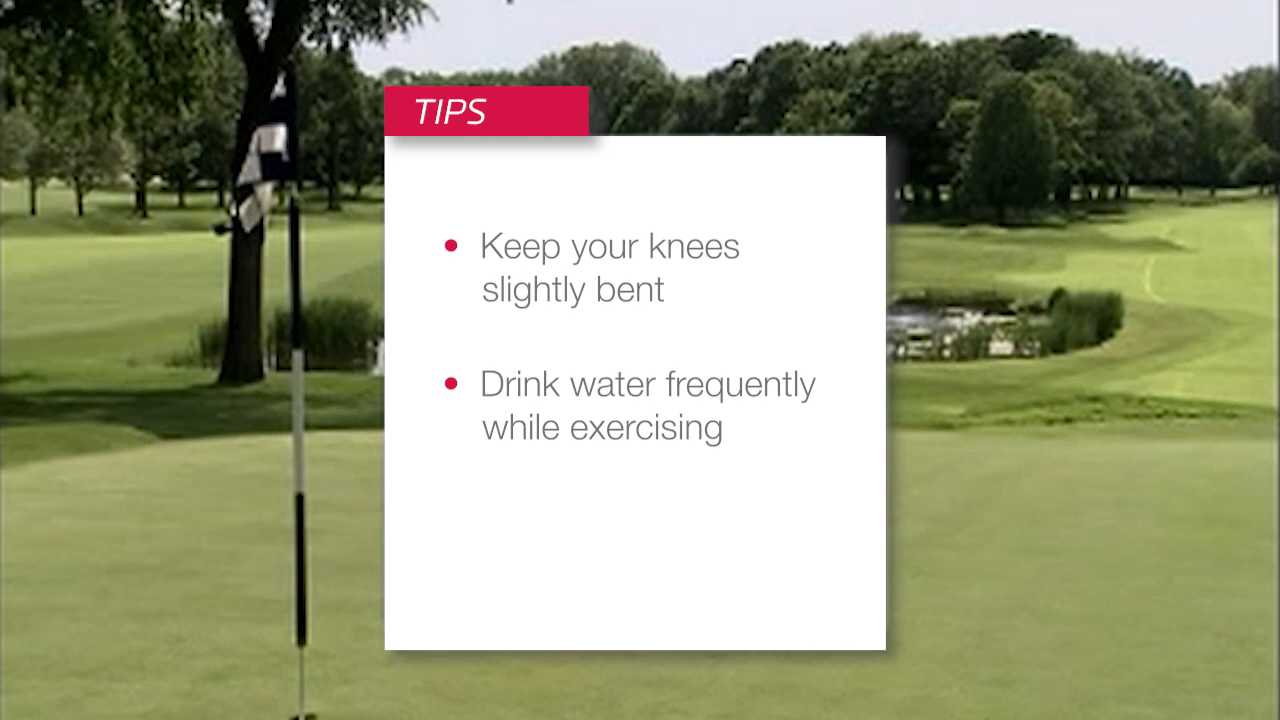 TIPS
• Keep your knees
slightly bent
• Drink water frequently
while exercising